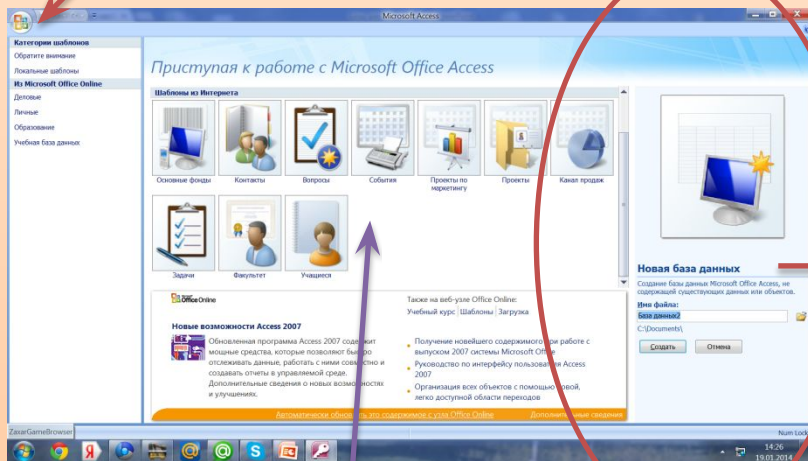 Microsoft Access
Категории шаблонов
Обратите внимание
Локальные шаблоны
Из Microsoft Office Online
Деловые
Личные
Образование
Учебная база данных
Приступая к работе с Microsoft Office Access
Шаблоны из Интернета
Основные фонды
Контакты
Вопросы
События
Проекты по
маркетингу
Проекты
Канал продаж
Задачи
Факультет
Учащиеся
Office Online
Новые возможности Access 2007
Обновленная программа Access 2007 содержит
мощные средства, которые позволяют быстро
отслеживать данные, работать с ними совместно и
создавать отчеты в управляемой среде.
Дополнительные сведения о новых возможностях
и улучшениях.
Также на веб-узле Office Online:
Учебный курс | Шаблоны | Загрузка
Получение новейшего содержимого при работе с
выпуском 2007 системы Microsoft Office
Руководство по интерфейсу пользователя Access
2007
Организация всех объектов с помощью новой,
легко доступной области переходов
Автоматически обновлять это содержимое с узла Office Online
Дополнительные сведения
Новая база данных
Создание базы данных Microsoft Office Access, не
содержащей существующих данных или объектов.
Имя файла:
База данных2
C:\Documents\
Создать
Отмена
ZaxarGameBrowser
Num Lock
14:26
19.01.2014